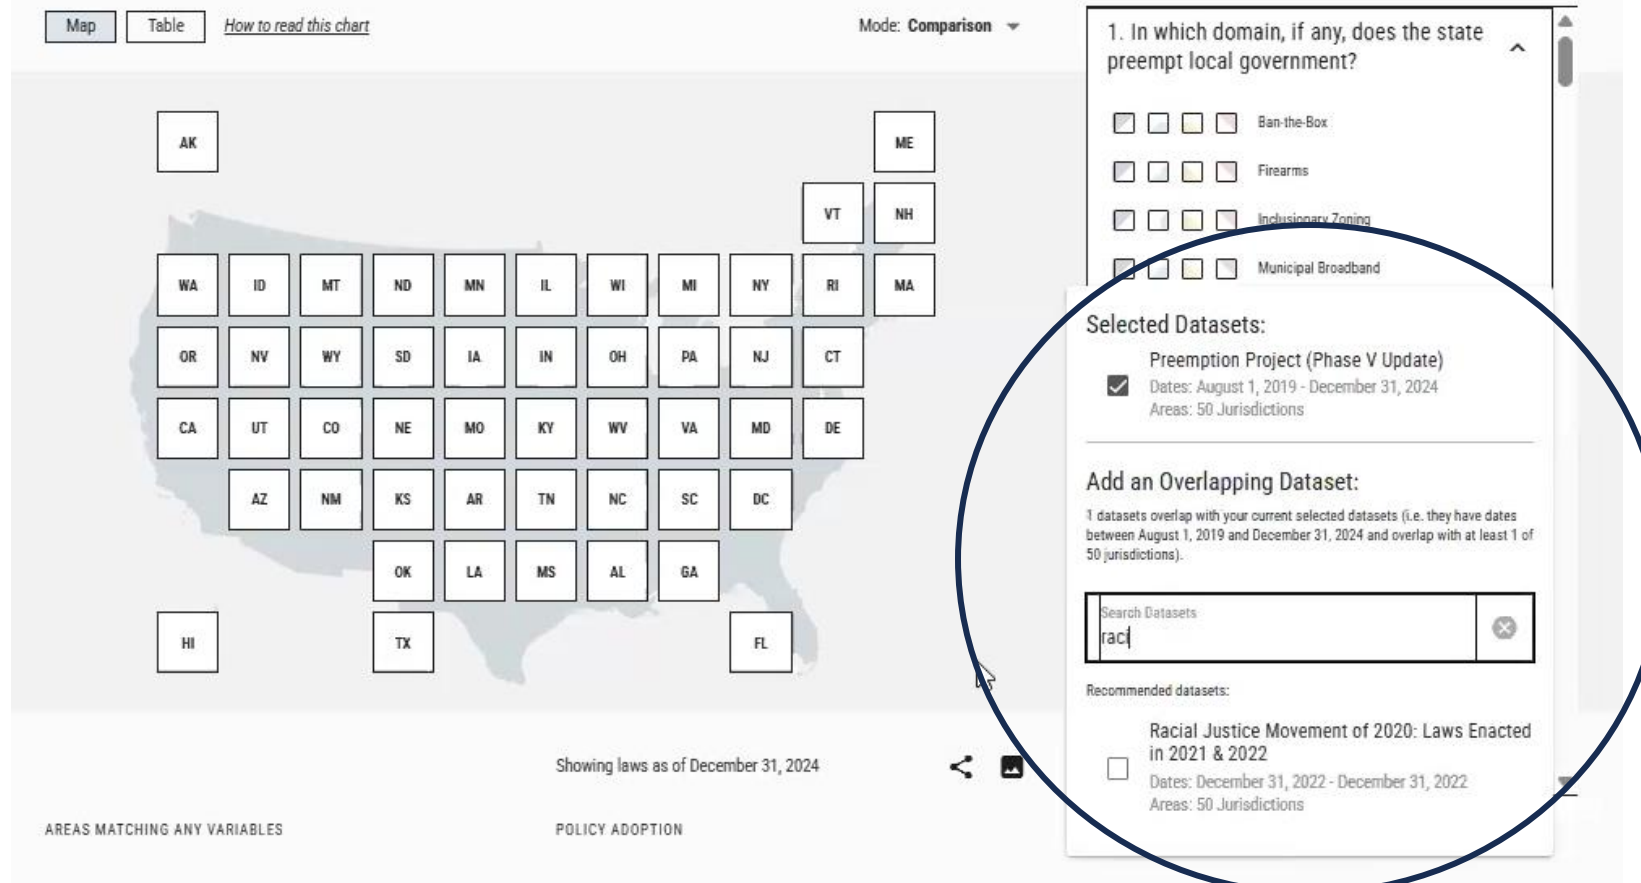 Map Table How to read this chart Mode: Comparison
1. In which domain, if any, does the state
preempt local government?
Ban-the-Box
Firearms
Inclusionary Zoning
Municipal Broadband
AK ME
VT NH
WA ID MT ND MN IL WI MI NY RI MA
OR NV WY SD IA IN OH PA NJ CT
CA UT CO NE MO KY WV VA MD DE
AZ NM KS AR TN NC SC DC
OK LA MS AL GA
HI TX FL
Selected Datasets:
Preemption Project (Phase V Update)
Dates: August 1, 2019 - December 31, 2024
Areas: 50 Jurisdictions
Add an Overlapping Dataset:
1 datasets overlap with your current selected datasets (i.e. they have dates
between August 1, 2019 and December 31, 2024 and overlap with at least 1 of
50 jurisdictions).
Search Datasets
raci
Recommended datasets:
Racial Justice Movement of 2020: Laws Enacted
in 2021 & 2022
Dates: December 31, 2022 - December 31, 2022
Areas: 50 Jurisdictions
Showing laws as of December 31, 2024
AREAS MATCHING ANY VARIABLES POLICY ADOPTION